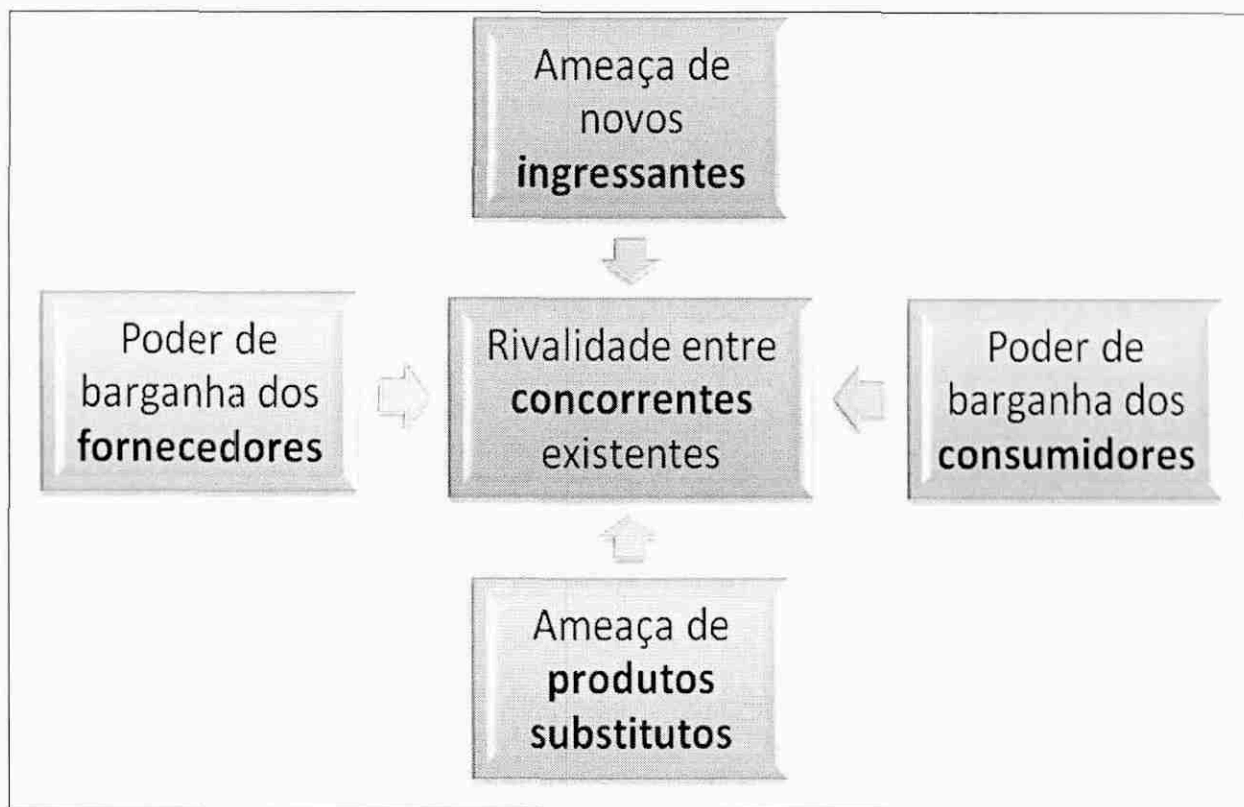 Ameaça de
novos
ingressantes
Poder de
barganha dos
fornecedores
Rivalidade entre
concorrentes
existentes
Poder de
barganha dos
consumidores
Ameaça de
produtos
substitutos